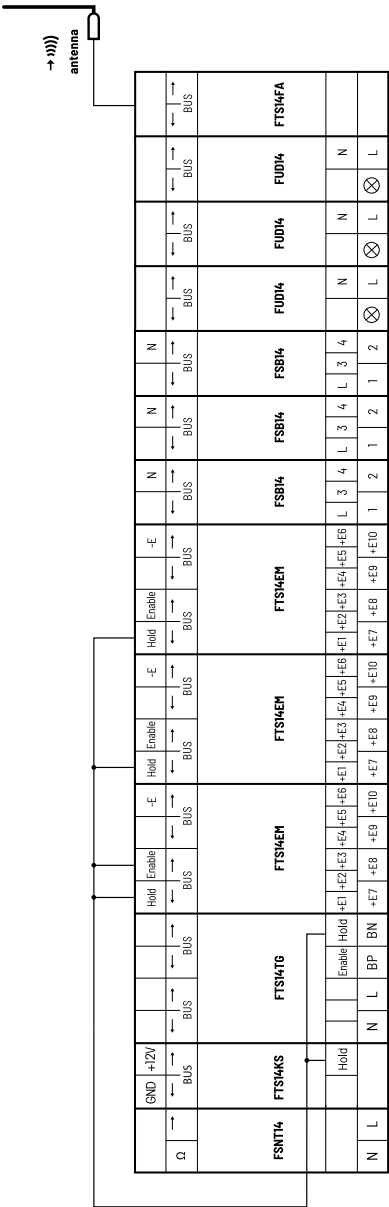 antenna
GND +12V Hold Enable -E Hold Enable -E Hold Enable -E N N N
Ω BUS BUS BUS BUS BUS BUS BUS BUS BUS BUS BUS BUS BUS BUS BUS BUS
FSNT14 FTS14KS FTS14TG FTS14EM FTS14EM FTS14EM FSB14 FSB14 FSB14 FUD14 FUD14 FUD14 FTS14FA
Hold Enable Hold +E1 +E2 +E3 +E4 +E5 +E6 +E1 +E2 +E3 +E4 +E5 +E6 +E1 +E2 +E3 +E4 +E5 +E6 L 3 4 L 3 4 L 3 4 N N N
N L N L BP BN +E7 +E8 +E9 +E10 +E7 +E8 +E9 +E10 +E7 +E8 +E9 +E10 1 2 1 2 1 2 L L L